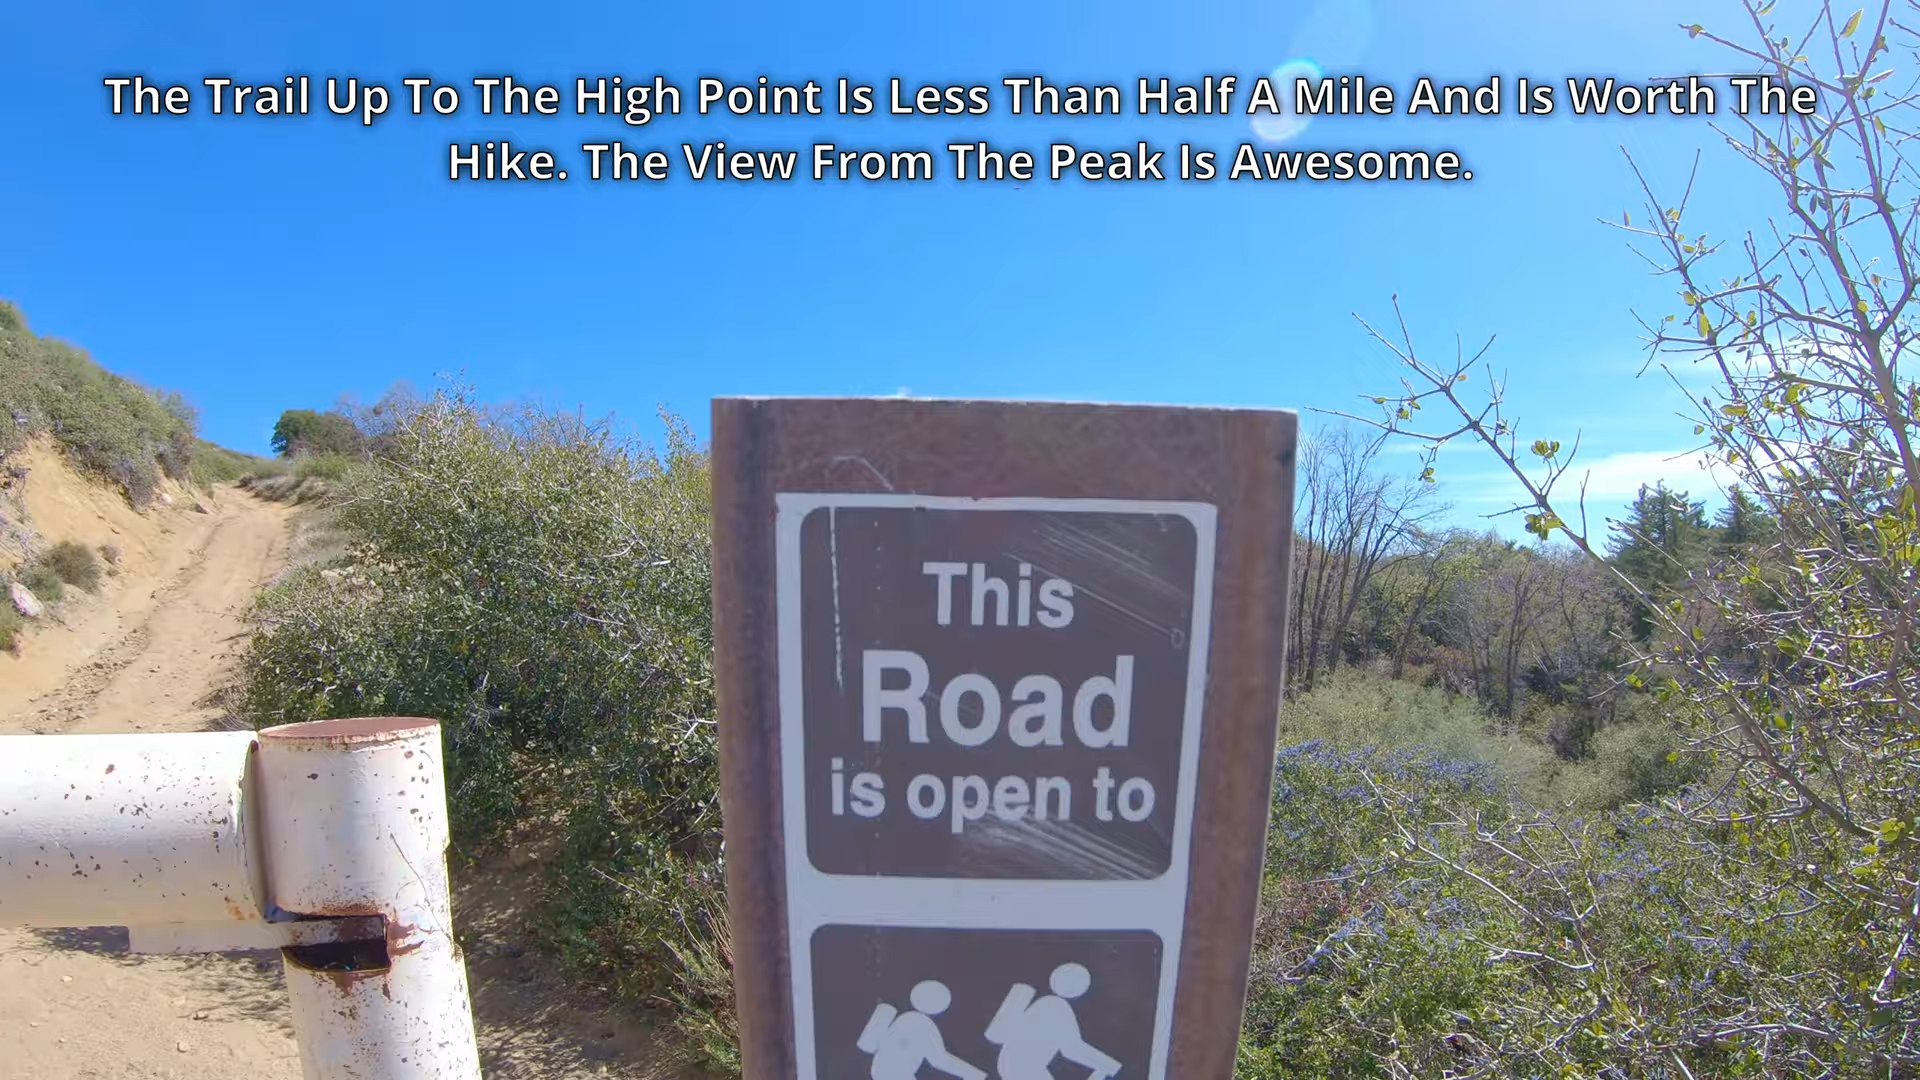 The Trail Up To The High Point Is Less Than Half A Mile And Is Worth The
Hike. The View From The Peak Is Awesome.
This
Road
is open to